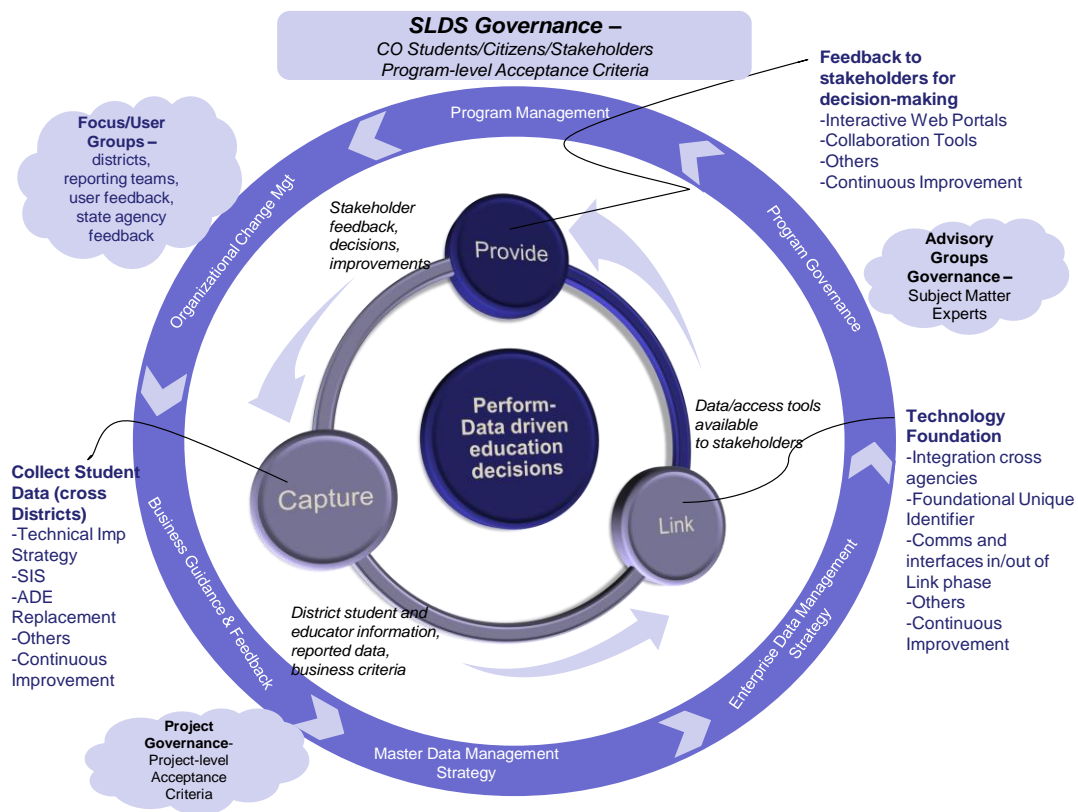 SLDS Governance –
CO Students/Citizens/Stakeholders
Program-level Acceptance Criteria
Feedback to
stakeholders for
decision-making
-Interactive Web Portals
-Collaboration Tools
-Others
-Continuous Improvement
Focus/User
Groups –
districts,
reporting teams,
user feedback,
state agency
feedback
Program Management
Organizational Change Mgt
Program Governance
Stakeholder
feedback,
decisions,
improvements
Provide
Advisory
Groups
Governance –
Subject Matter
Experts
Perform-
Data driven
education
decisions
Data/access tools
available
to stakeholders
Technology
Foundation
-Integration cross
agencies
-Foundational Unique
Identifier
-Comms and
interfaces in/out of
Link phase
-Others
-Continuous
Improvement
Collect Student
Data (cross
Districts)
-Technical Imp
Strategy
-SIS
-ADE
Replacement
-Others
-Continuous
Improvement
Capture
Link
Business Guidance & Feedback
District student and
educator information,
reported data,
business criteria
Enterprise Data Management
Strategy
Master Data Management
Strategy
Project
Governance-
Project-level
Acceptance
Criteria